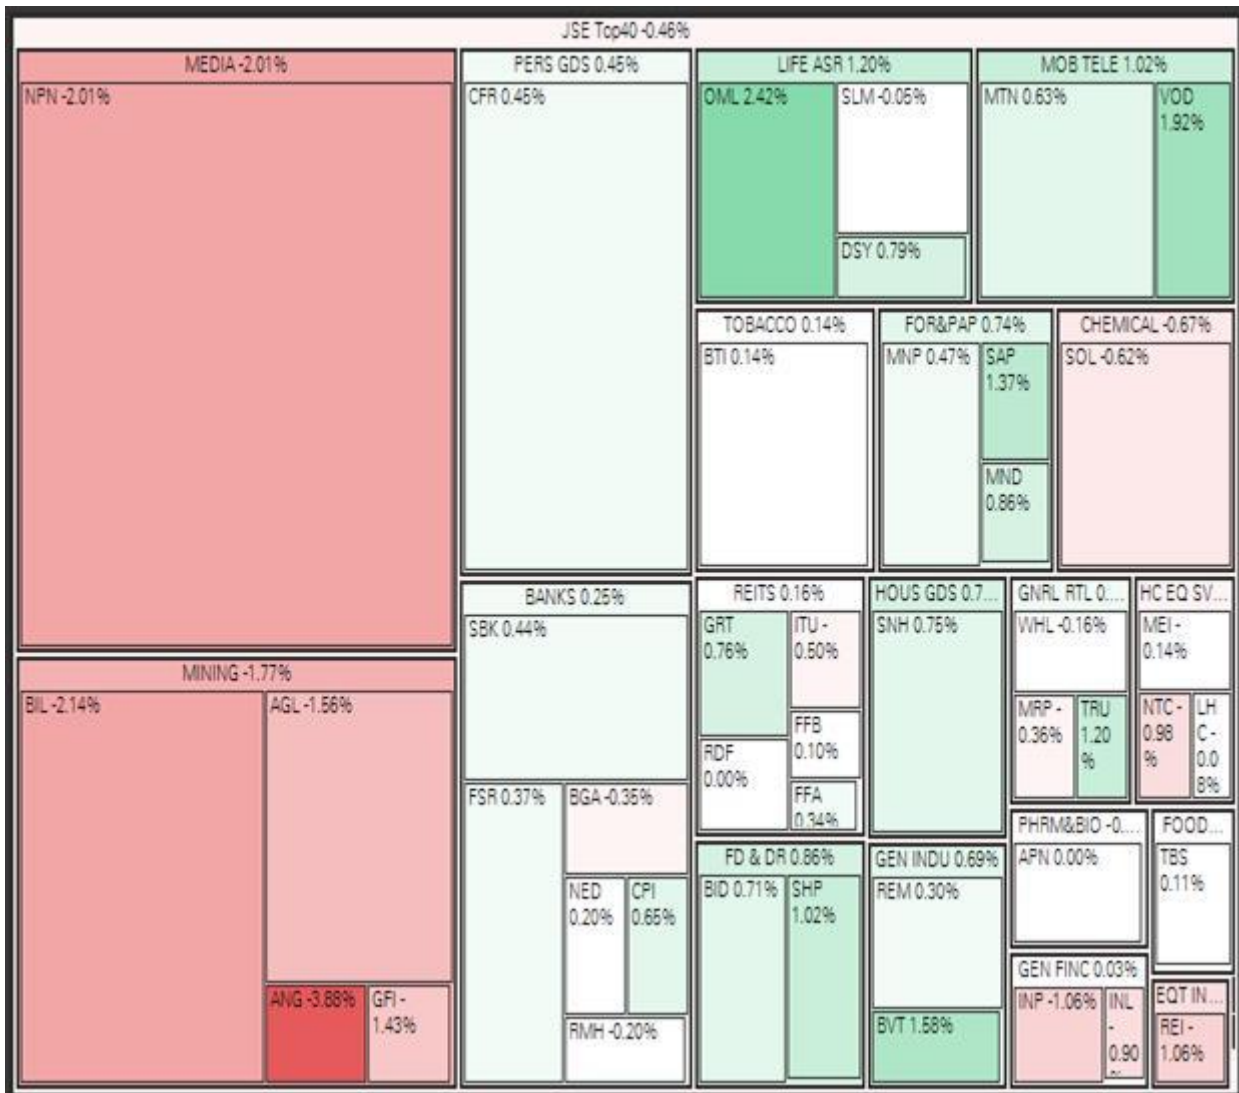 JSE Top40 -0.46%
MEDIA -2.01%
NPN -2.01%
MINING -1.77%
BIL -2.14%
AGL -1.56%
ANG -3.88%
GFI -
1.43%
PERS GDS 0.45%
CFR 0.45%
BANKS 0.25%
SBK 0.44%
FSR 0.37%
BGA -0.35%
NED
0.20%
CPI
0.65%
RMH -0.20%
LIFE ASR 1.20%
OML 2.42%
SLM -0.05%
DSY 0.79%
MOB TELE 1.02%
MTN 0.63%
VOD
1.92%
TOBACCO 0.14%
BTI 0.14%
FOR&PAP 0.74%
MNP 0.47%
SAP
1.37%
MND
0.86%
CHEMICAL -0.67%
SOL -0.62%
REITS 0.16%
GRT
0.76%
ITU -
0.50%
RDF
0.00%
FFB
0.10%
FFA
0.34%
HOUS GDS 0.7...
SNH 0.75%
GNRL RTL 0....
WHL -0.16%
MRP -
0.36%
TRU
1.20
%
HC EQ SV...
MEI -
0.14%
NTC -
0.98
%
LH
C -
0.0
8%
FD & DR 0.86%
BID 0.71%
SHP
1.02%
GEN INDU 0.69%
REM 0.30%
BVT 1.58%
PHRM&BIO -0....
APN 0.00%
FOOD...
TBS
0.11%
GEN FINC 0.03%
INP -1.06%
INL
-
0.90
%
EQT IN...
REI -
1.06%